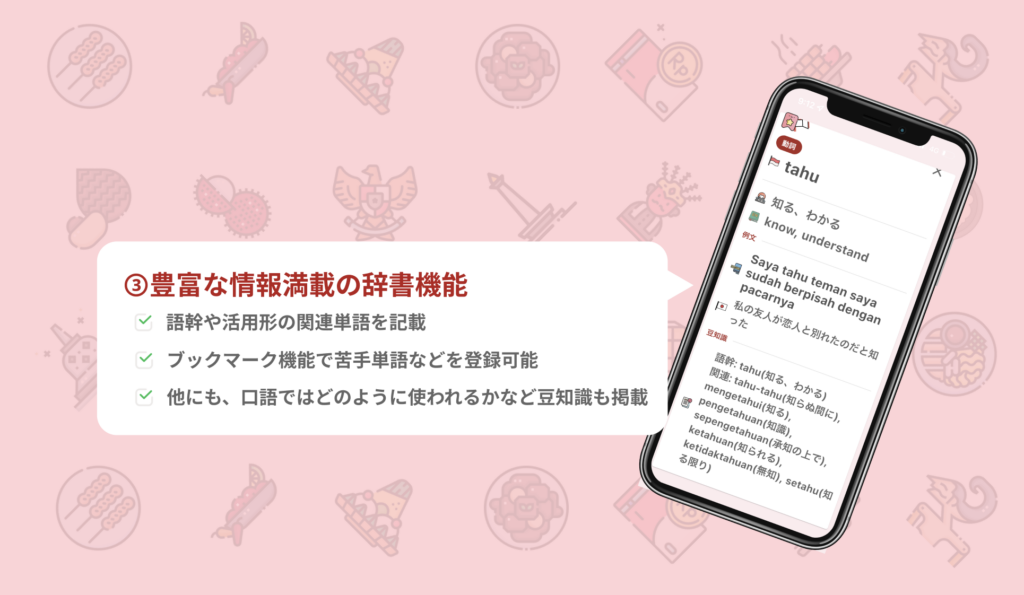 ③豊富な情報満載の辞書機能
語幹や活用形の関連単語を記載
ブックマーク機能で苦手単語などを登録可能
他にも、口語ではどのように使われるかなど豆知識も掲載
動詞
tahu
知る、わかる
know, understand
例文
Saya tahu teman saya
sudah berpisah dengan
pacarnya
私の友人が恋人と別れたのだと知
った
豆知識
語幹: tahu(知る、わかる)
関連: tahu-tahu(知らぬ間に),
mengetahui(知る),
pengetahuan(知識),
sepengetahuan(承知の上で),
ketahuan(知られる),
ketidaktahuan(無知), setahu(知
る限り)
RP
RP